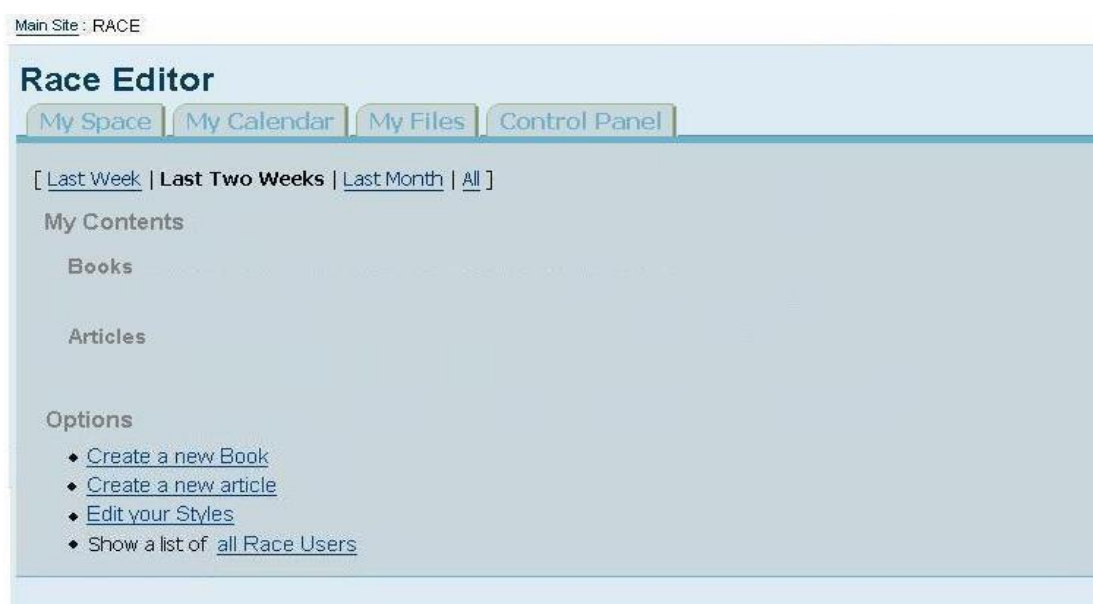 Main Site : RACE
Race Editor
My Space My Calendar My Files Control Panel
[ Last Week | Last Two Weeks | Last Month | All ]
My Contents
Books
Articles
Options
◆ Create a new Book
◆ Create a new article
◆ Edit your Styles
◆ Show a list of all Race Users